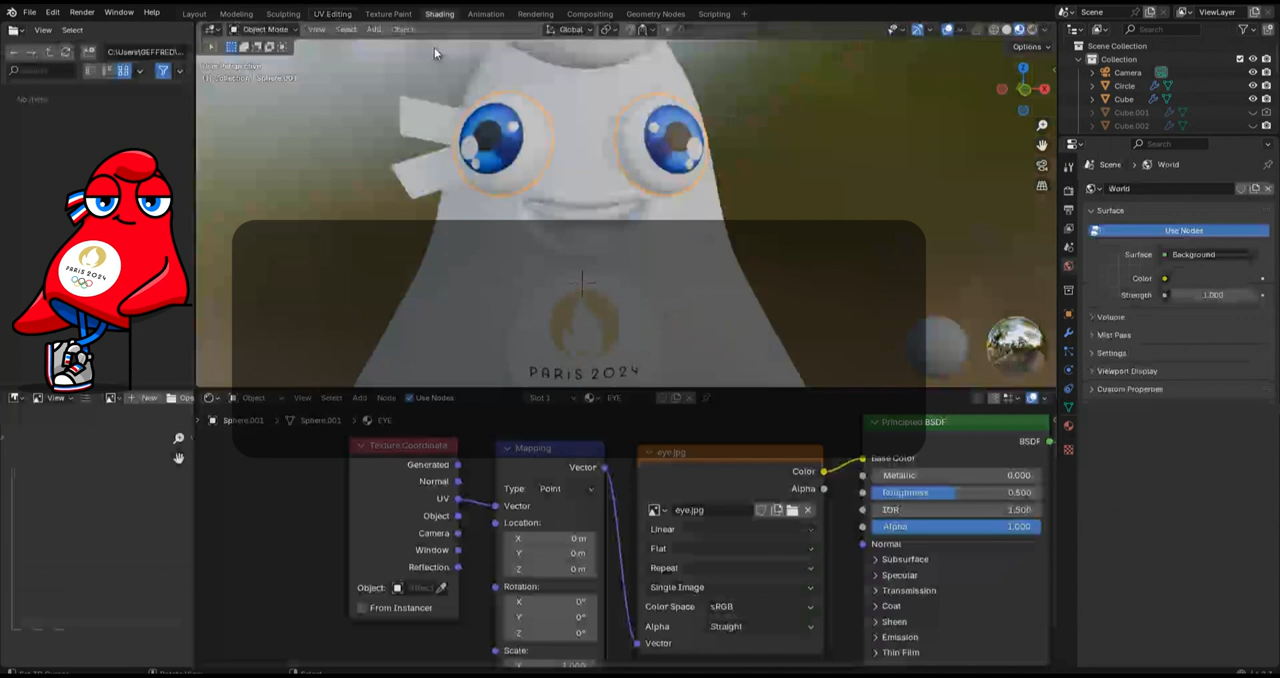 File Edit Render Window Help
Layout Modeling Sculpting UV Editing Texture Paint Shading Animation Rendering Compositing Geometry Nodes Scripting
Scene
ViewLayer
View Select
Object Mode
View Select Add Object
Global
Search
C:\Users\GEFFRED\...
Options
Scene Collection
Collection
Camera
Circle
Cube
Cube.001
Cube.002
Z
X
Search
Scene World
World
Surface
Use Nodes
Surface Background
Color
Strength 1.000
Volume
Mist Pass
Settings
Viewport Display
Custom Properties
PARIS 2024
PARIS 2024
View
New
Object
View Select Add Node
Use Nodes
Slot 1
EYE
Sphere.001 Sphere.001 EYE
Texture Coordinate
Generated
Normal
UV
Object
Camera
Window
Reflection
Object:
From Instancer
Mapping
Vector
Type: Point
Vector
Location:
X 0 m
Y 0 m
Z 0 m
Rotation:
X 0°
Y 0°
Z 0°
Scale:
X 1.000
eye.jpg
Color
Alpha
eye.jpg
Linear
Flat
Repeat
Single Image
Color Space sRGB
Alpha Straight
Vector
Principled BSDF
BSDF
Base Color
Metallic 0.000
Roughness 0.500
IOR 1.500
Alpha 1.000
Normal
Subsurface
Specular
Transmission
Coat
Sheen
Emission
Thin Film